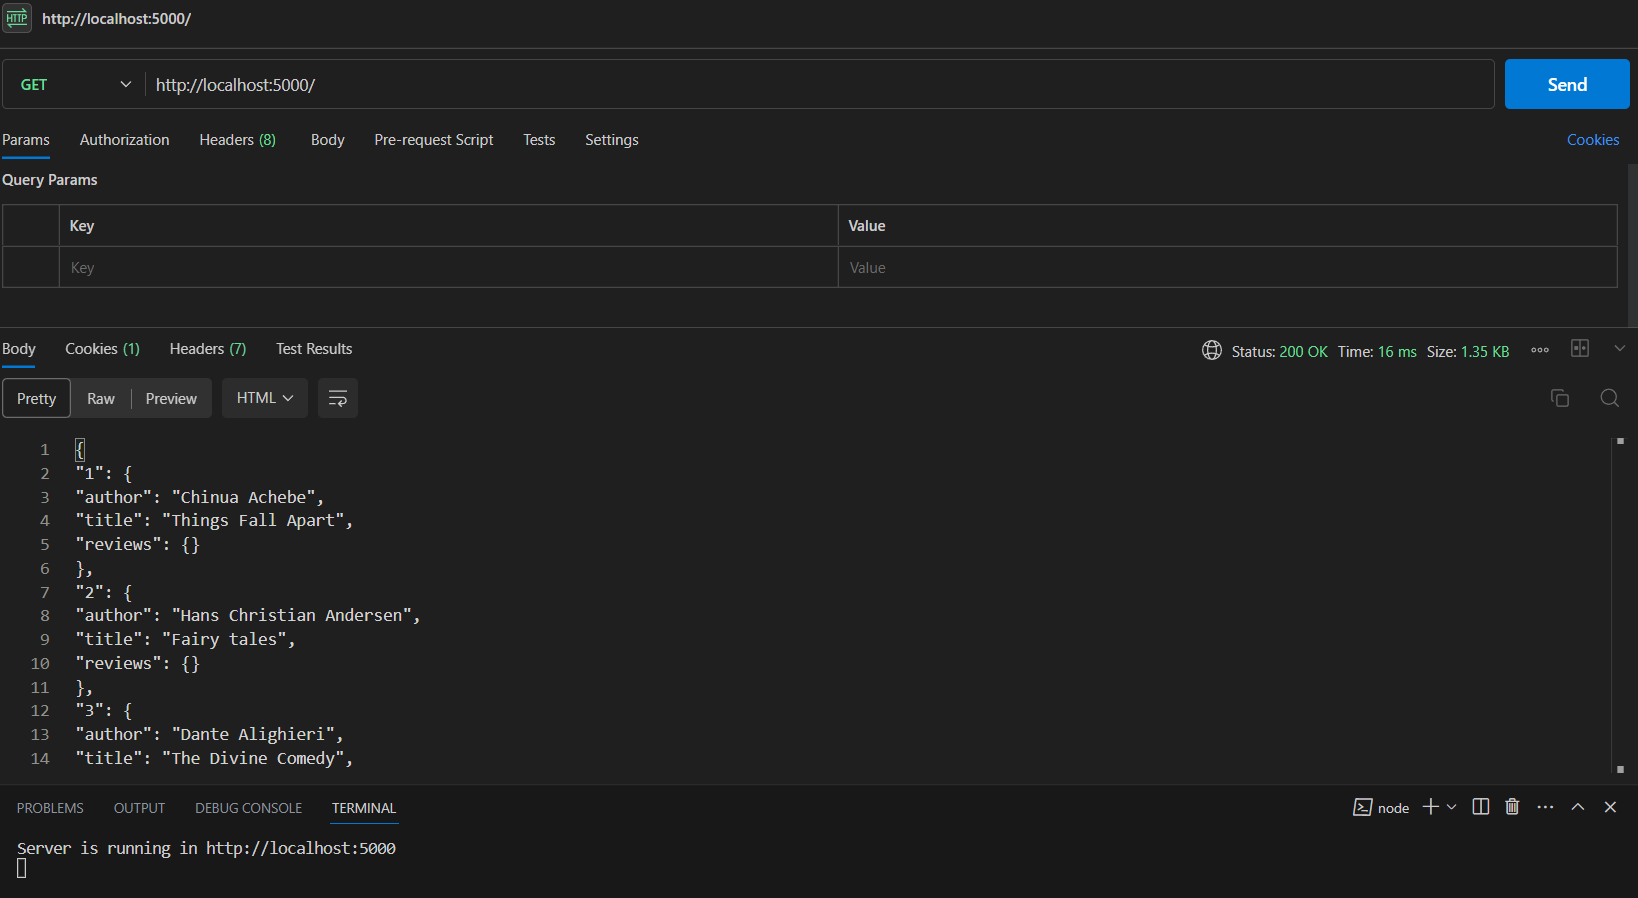 HTTP http://localhost:5000/
GET http://localhost:5000/ Send
Params Authorization Headers (8) Body Pre-request Script Tests Settings Cookies
Query Params
Key Value
Key Value
Body Cookies (1) Headers (7) Test Results Status: 200 OK Time: 16 ms Size: 1.35 KB
Pretty Raw Preview HTML
1 {
2 "1": {
3 "author": "Chinua Achebe",
4 "title": "Things Fall Apart",
5 "reviews": {}
6 },
7 "2": {
8 "author": "Hans Christian Andersen",
9 "title": "Fairy tales",
10 "reviews": {}
11 },
12 "3": {
13 "author": "Dante Alighieri",
14 "title": "The Divine Comedy",
PROBLEMS OUTPUT DEBUG CONSOLE TERMINAL node
Server is running in http://localhost:5000